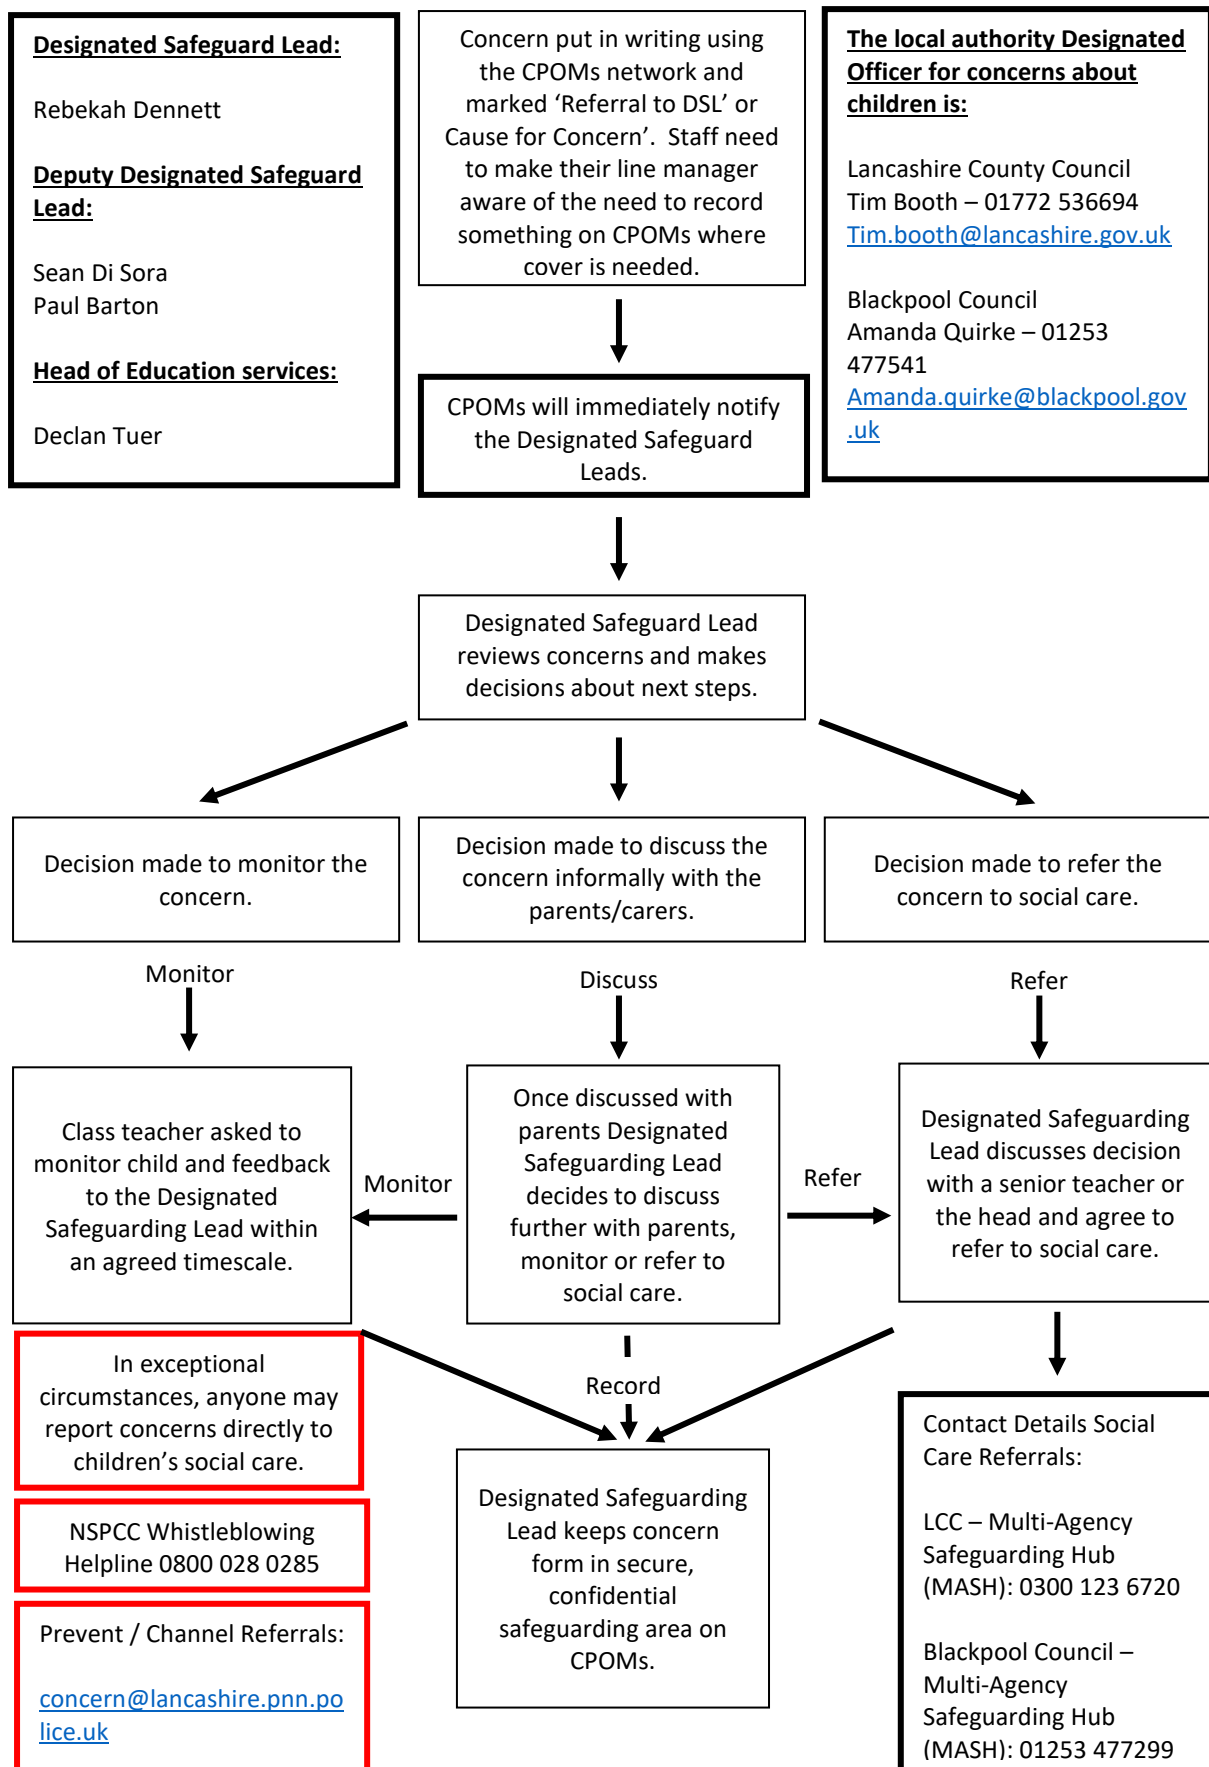 Designated Safeguard Lead:
Rebekah Dennett
Deputy Designated Safeguard
Lead:
Sean Di Sora
Paul Barton
Head of Education services:
Declan Tuer
Concern put in writing using
the CPOMs network and
marked ‘Referral to DSL’ or
Cause for Concern’. Staff need
to make their line manager
aware of the need to record
something on CPOMs where
cover is needed.
The local authority Designated
Officer for concerns about
children is:
Lancashire County Council
Tim Booth – 01772 536694
Tim.booth@lancashire.gov.uk
Blackpool Council
Amanda Quirke – 01253
477541
Amanda.quirke@blackpool.gov
.uk
CPOMs will immediately notify
the Designated Safeguard
Leads.
Designated Safeguard Lead
reviews concerns and makes
decisions about next steps.
Decision made to monitor the
concern.
Decision made to discuss the
concern informally with the
parents/carers.
Decision made to refer the
concern to social care.
Monitor
Discuss
Refer
Class teacher asked to
monitor child and feedback
to the Designated
Safeguarding Lead within
an agreed timescale.
Monitor
Once discussed with
parents Designated
Safeguarding Lead
decides to discuss
further with parents,
monitor or refer to
social care.
Refer
Designated Safeguarding
Lead discusses decision
with a senior teacher or
the head and agree to
refer to social care.
In exceptional
circumstances, anyone may
report concerns directly to
children’s social care.
Record
NSPCC Whistleblowing
Helpline 0800 028 0285
Prevent / Channel Referrals:
concern@lancashire.pnn.po
lice.uk
Designated Safeguarding
Lead keeps concern
form in secure,
confidential
safeguarding area on
CPOMs.
Contact Details Social
Care Referrals:
LCC – Multi-Agency
Safeguarding Hub
(MASH): 0300 123 6720
Blackpool Council –
Multi-Agency
Safeguarding Hub
(MASH): 01253 477299